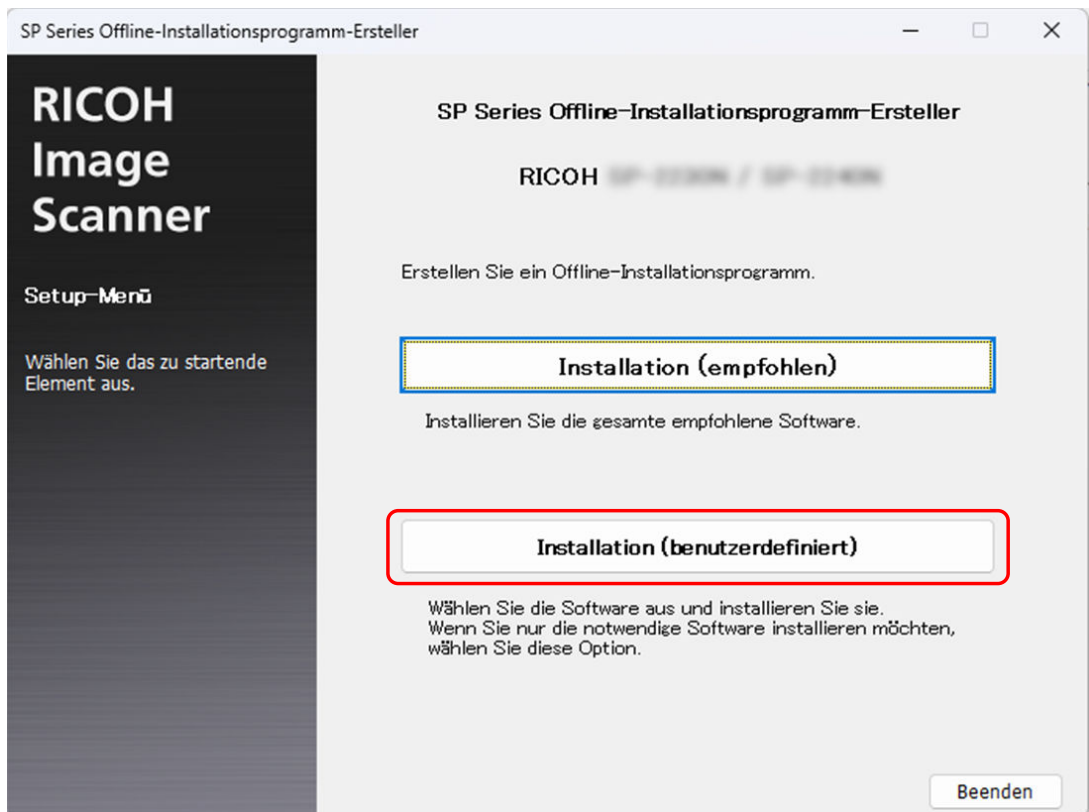 SP Series Offline-Installationsprogramm-Ersteller
RICOH
Image
Scanner
Setup-Menü
Wählen Sie das zu startende
Element aus.
SP Series Offline-Installationsprogramm-Ersteller
RICOH
Erstellen Sie ein Offline-Installationsprogramm.
Installation (empfohlen)
Installieren Sie die gesamte empfohlene Software.
Installation (benutzerdefiniert)
Wählen Sie die Software aus und installieren Sie sie.
Wenn Sie nur die notwendige Software installieren möchten,
wählen Sie diese Option.
Beenden